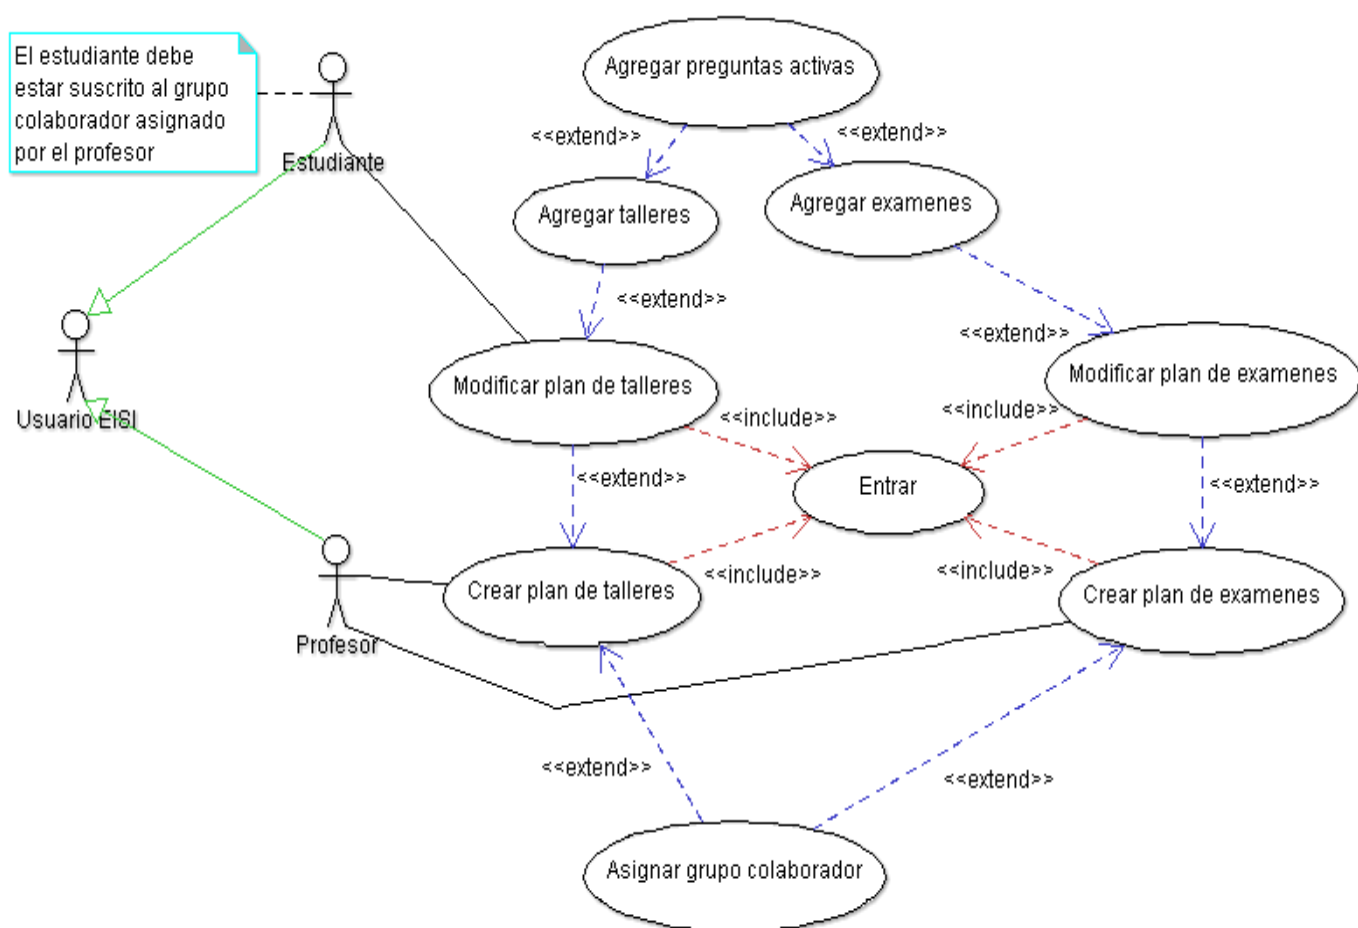 El estudiante debe
estar suscrito al grupo
colaborador asignado
por el profesor
Estudiante
Agregar preguntas activas
<<extend>>
<<extend>>
Agregar talleres
Agregar examenes
<<extend>>
<<extend>>
Usuario EISI
Modificar plan de talleres
Modificar plan de examenes
<<include>>
<<include>>
<<extend>>
Entrar
<<extend>>
Profesor
Crear plan de talleres
<<include>>
<<include>>
Crear plan de examenes
<<extend>>
<<extend>>
Asignar grupo colaborador